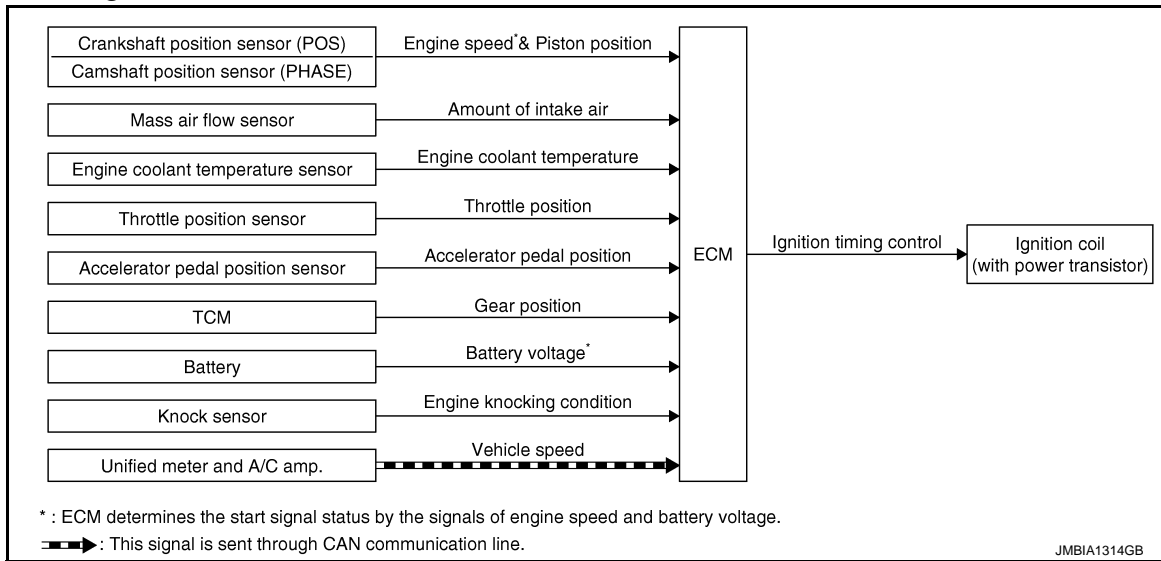 Crankshaft position sensor (POS)
Engine speed*& Piston position
Camshaft position sensor (PHASE)
Mass air flow sensor
Amount of intake air
Engine coolant temperature sensor
Engine coolant temperature
Throttle position sensor
Throttle position
Accelerator pedal position sensor
Accelerator pedal position
TCM
Gear position
Battery
Battery voltage*
Knock sensor
Engine knocking condition
Unified meter and A/C amp.
Vehicle speed
ECM
Ignition timing control
Ignition coil
(with power transistor)
* : ECM determines the start signal status by the signals of engine speed and battery voltage.
: This signal is sent through CAN communication line.
JMBIA1314GB